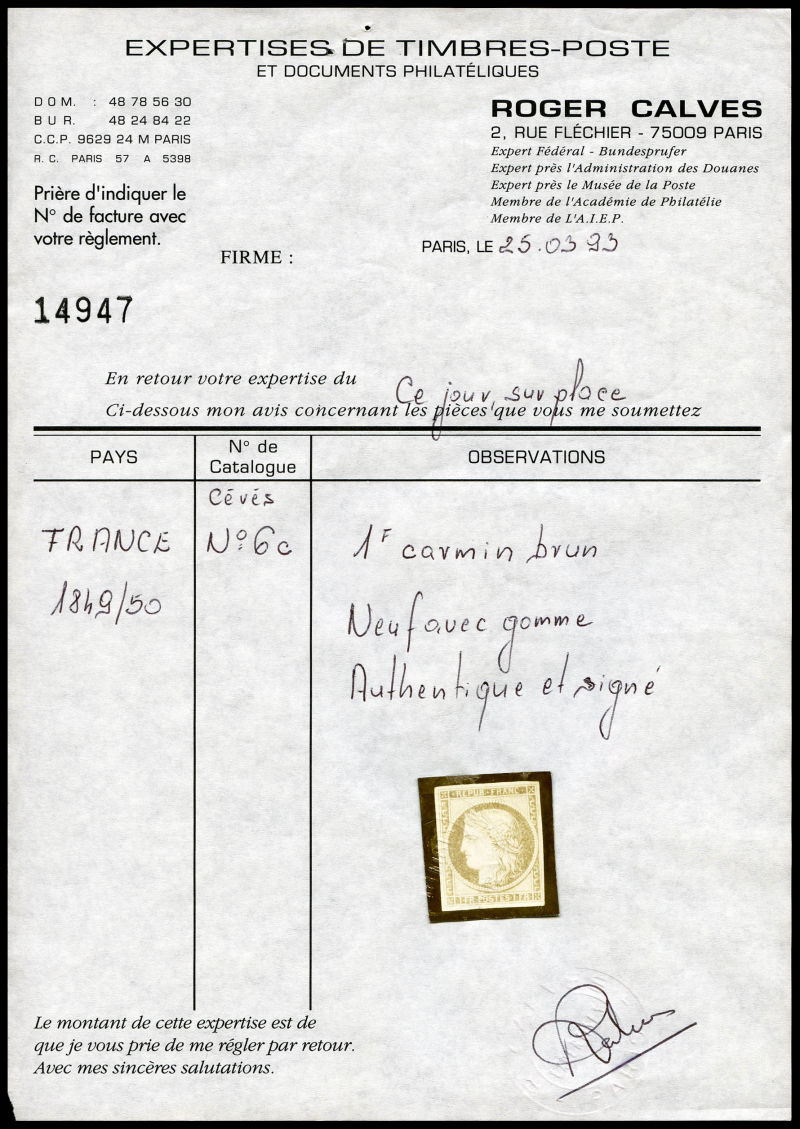 EXPERTISES DE TIMBRES-POSTE
ET DOCUMENTS PHILATÉLIQUES
DOM. : 48 78 56 30
BUR. 48 24 84 22
C.C.P. 9629 24 M PARIS
R. C. PARIS 57 A 5398
ROGER CALVES
2, RUE FLÉCHIER - 75009 PARIS
Expert Fédéral - Bundesprufer
Expert près l'Administration des Douanes
Expert près le Musée de la Poste
Membre de l'Académie de Philatélie
Membre de L'A.I.E.P.
Prière d'indiquer le
N° de facture avec
votre règlement.
PARIS, LE 25.03 93
FIRME :
14947
En retour votre expertise du Ce jour, sur place
Ci-dessous mon avis concernant les pièces que vous me soumettez
PAYS
N° de
Catalogue
OBSERVATIONS
Cévés
FRANCE
N° 6c
1F carmin brun
1849/50
Neuf avec gomme
Authentique et signé
REPUB FRANC
1 FR POSTES 1 FR
Le montant de cette expertise est de
que je vous prie de me régler par retour.
Avec mes sincères salutations.
Calves